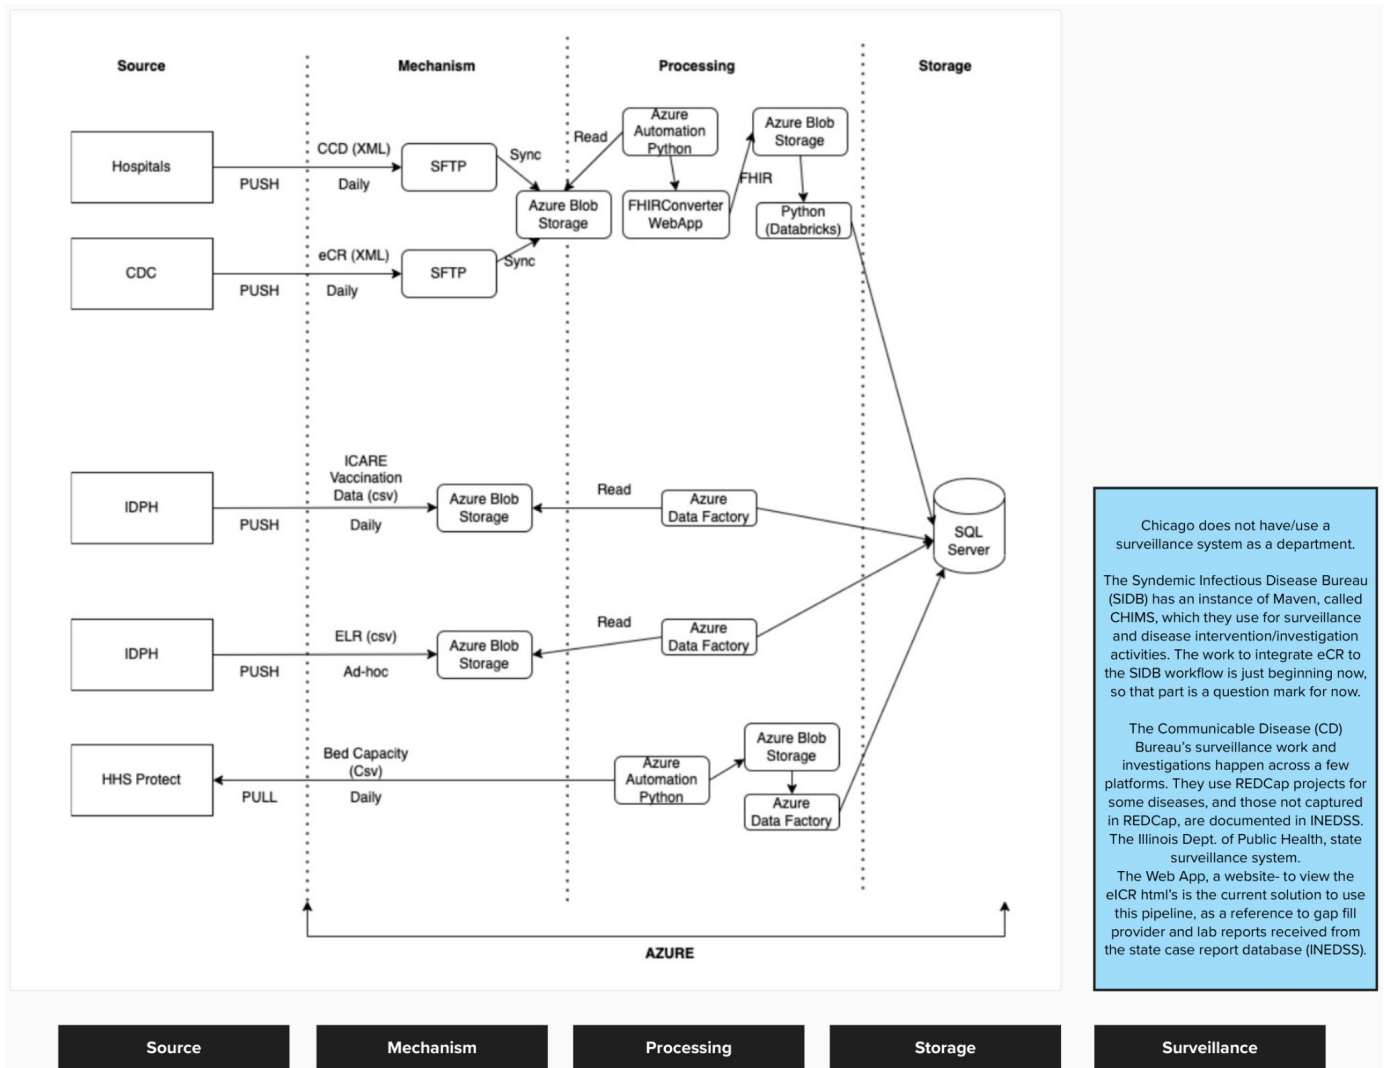 Source
Mechanism
Processing
Storage
Hospitals
PUSH
CCD (XML)
Daily
SFTP
Sync
CDC
PUSH
eCR (XML)
Daily
SFTP
Sync
Azure Blob
Storage
Read
Azure
Automation
Python
FHIRConverter
WebApp
FHIR
Azure Blob
Storage
Python
(Databricks)
IDPH
PUSH
ICARE
Vaccination
Data (csv)
Daily
Azure Blob
Storage
Read
Azure
Data Factory
SQL
Server
IDPH
PUSH
ELR (csv)
Ad-hoc
Azure Blob
Storage
Read
Azure
Data Factory
HHS Protect
PULL
Bed Capacity
(Csv)
Daily
Azure
Automation
Python
Azure Blob
Storage
Azure
Data Factory
AZURE
Chicago does not have/use a
surveillance system as a department.
The Syndemic Infectious Disease Bureau
(SIDB) has an instance of Maven, called
CHIMS, which they use for surveillance
and disease intervention/investigation
activities. The work to integrate eCR to
the SIDB workflow is just beginning now,
so that part is a question mark for now.
The Communicable Disease (CD)
Bureau's surveillance work and
investigations happen across a few
platforms. They use REDCap projects for
some diseases, and those not captured
in REDCap, are documented in INEDSS.
The Illinois Dept. of Public Health, state
surveillance system.
The Web App, a website- to view the
eICR html's is the current solution to use
this pipeline, as a reference to gap fill
provider and lab reports received from
the state case report database (INEDSS).
Source
Mechanism
Processing
Storage
Surveillance